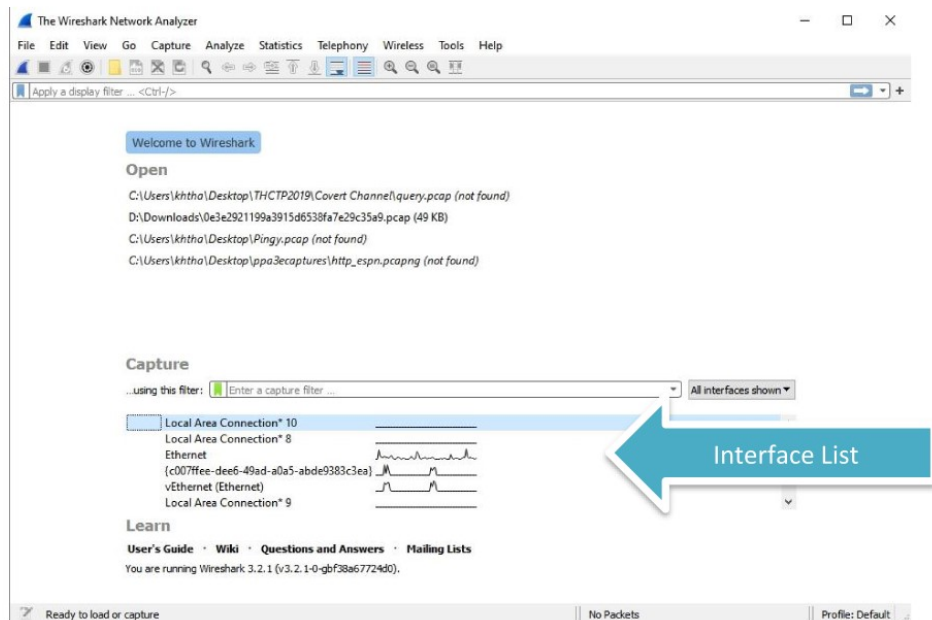 The Wireshark Network Analyzer
File Edit View Go Capture Analyze Statistics Telephony Wireless Tools Help
Apply a display filter ... <Ctrl-/>
+
Welcome to Wireshark
Open
C:\Users\khtha\Desktop\THCTP2019\Covert Channel\query.pcap (not found)
D:\Downloads\0e3e2921199a3915d6538fa7e29c35a9.pcap (49 KB)
C:\Users\khtha\Desktop\Pingy.pcap (not found)
C:\Users\khtha\Desktop\ppa3ecaptures\http_espn.pcapng (not found)
Capture
...using this filter: Enter a capture filter ... All interfaces shown
Local Area Connection* 10
Local Area Connection* 8
Ethernet
{c007ffee-dee6-49ad-a0a5-abde9383c3ea}
vEthernet (Ethernet)
Local Area Connection* 9
Interface List
Learn
User's Guide · Wiki · Questions and Answers · Mailing Lists
You are running Wireshark 3.2.1 (v3.2.1-0-gbf38a67724d0).
Ready to load or capture No Packets Profile: Default